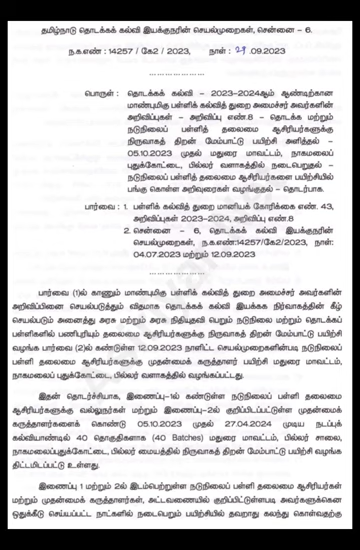 தமிழ்நாடு தொடக்கக் கல்வி இயக்குநரின் செயல்முறைகள், சென்னை – 6.
ந.க.எண் : 14257 / கே2 / 2023, நாள் : 29 .09.2023
பொருள் : தொடக்கக் கல்வி – 2023–2024ஆம் ஆண்டிற்கான
மாண்புமிகு பள்ளிக் கல்வித் துறை அமைச்சர் அவர்களின்
அறிவிப்புகள் – அறிவிப்பு எண்.8 – தொடக்க மற்றும்
நடுநிலைப் பள்ளித் தலைமை ஆசிரியர்களுக்கு
நிருவாகத் திறன் மேம்பாட்டு பயிற்சி அளித்தல் –
05.10.2023 முதல் மதுரை மாவட்டம், நாகமலைப்
புதுக்கோட்டை, பில்லர் வளாகத்தில் நடைபெறுதல் –
நடுநிலைப் பள்ளித் தலைமை ஆசிரியர்களை பயிற்சியில்
பங்கு கொள்ள அறிவுரைகள் வழங்குதல் – தொடர்பாக.
பார்வை : 1. பள்ளிக் கல்வித் துறை மானியக் கோரிக்கை எண். 43,
அறிவிப்புகள் 2023–2024, அறிவிப்பு எண்.8
2. சென்னை – 6, தொடக்கக் கல்வி இயக்குநரின்
செயல்முறைகள், ந.க.எண்:14257/கே2/2023, நாள்:
04.07.2023 மற்றும் 12.09.2023
பார்வை (1)ல் காணும் மாண்புமிகு பள்ளிக் கல்வித் துறை அமைச்சர் அவர்களின்
அறிவிப்பினை செயல்படுத்தும் விதமாக தொடக்கக் கல்வி இயக்கக நிர்வாகத்தின் கீழ்
செயல்படும் அனைத்து அரசு மற்றும் அரசு நிதியுதவி பெறும் நடுநிலை மற்றும் தொடக்கப்
பள்ளிகளில் பணிபுரியும் தலைமை ஆசிரியர்களுக்கு நிருவாகத் திறன் மேம்பாட்டு பயிற்சி
வழங்க பார்வை (2)ல் கண்டுள்ள 12.09.2023 நாளிட்ட செயல்முறைகளின்படி நடுநிலைப்
பள்ளி தலைமை ஆசிரியர்களுக்கு முதன்மைக் கருத்தாளர் பயிற்சி மதுரை மாவட்டம்,
நாகமலைப் புதுக்கோட்டை, பில்லர் வளாகத்தில் வழங்கப்பட்டது.
இதன் தொடர்ச்சியாக, இணைப்பு–1ல் கண்டுள்ள நடுநிலைப் பள்ளி தலைமை
ஆசிரியர்களுக்கு வல்லுநர்கள் மற்றும் இணைப்பு–2ல் குறிப்பிடப்பட்டுள்ள முதன்மைக்
கருத்தாளர்களைக் கொண்டு 05.10.2023 முதல் 27.04.2024 முடிய நடப்புக்
கல்வியாண்டில் 40 தொகுதிகளாக (40 Batches) மதுரை மாவட்டம், பில்லர் சாலை,
நாகமலைப்புதுக்கோட்டை, பில்லர் மையத்தில் நிருவாகத் திறன் மேம்பாட்டு பயிற்சி வழங்க
திட்டமிடப்பட்டு உள்ளது.
இணைப்பு 1 மற்றும் 2ல் இடம்பெற்றுள்ள நடுநிலைப் பள்ளி தலைமை ஆசிரியர்கள்
மற்றும் முதன்மைக் கருத்தாளர்கள், அட்டவணையில் குறிப்பிட்டுள்ளபடி அவர்களுக்கென
ஒதுக்கீடு செய்யப்பட்ட நாட்களில் நடைபெறும் பயிற்சியில் தவறாது கலந்து கொள்வதற்கு